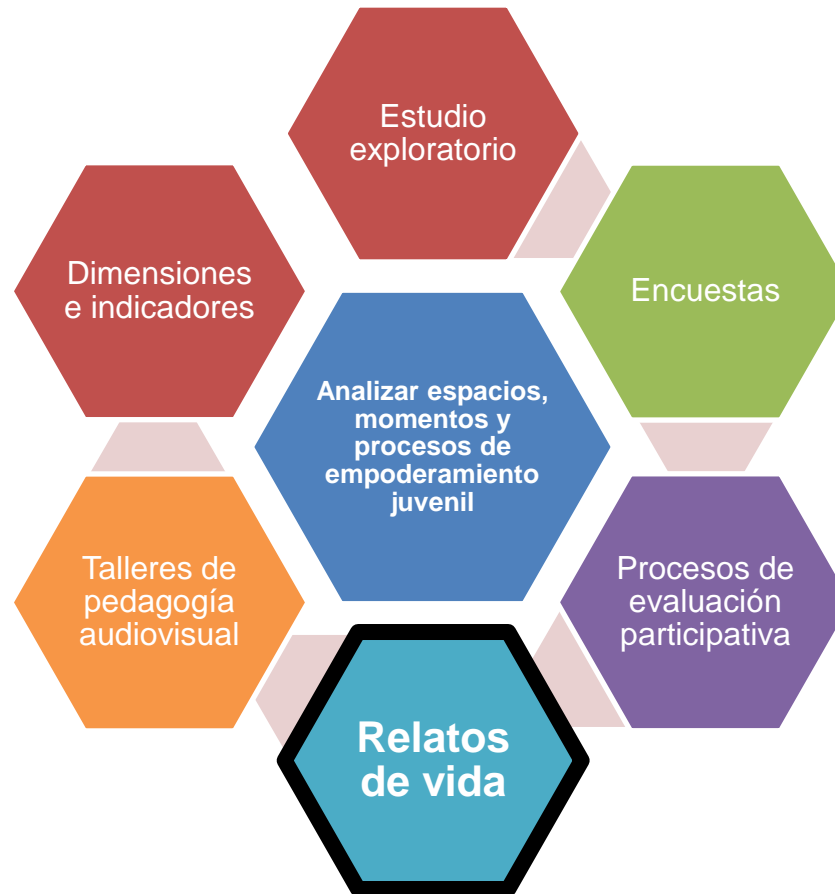 Estudio
exploratorio
Dimensiones
e indicadores
Encuestas
Analizar espacios,
momentos y
procesos de
empoderamiento
juvenil
Talleres de
pedagogía
audiovisual
Procesos de
evaluación
participativa
Relatos
de vida